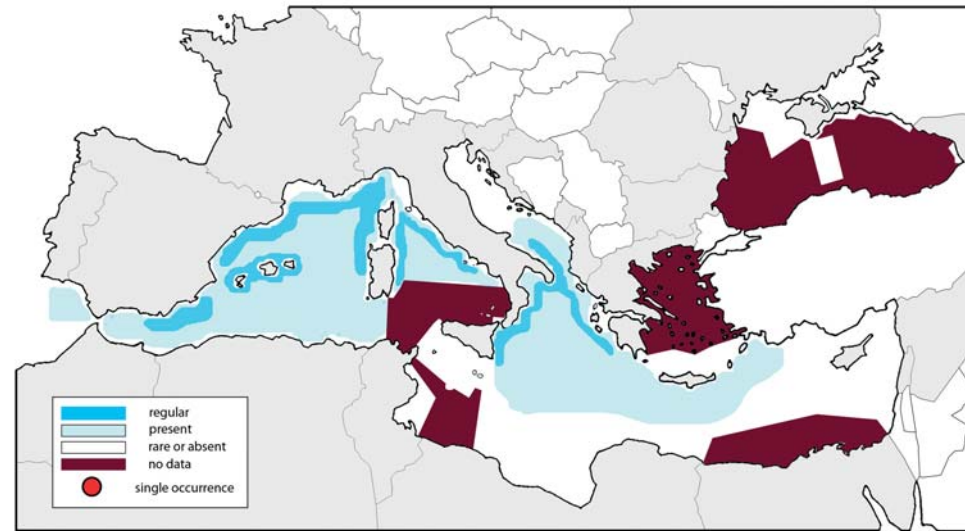 regular
present
rare or absent
no data
single occurrence